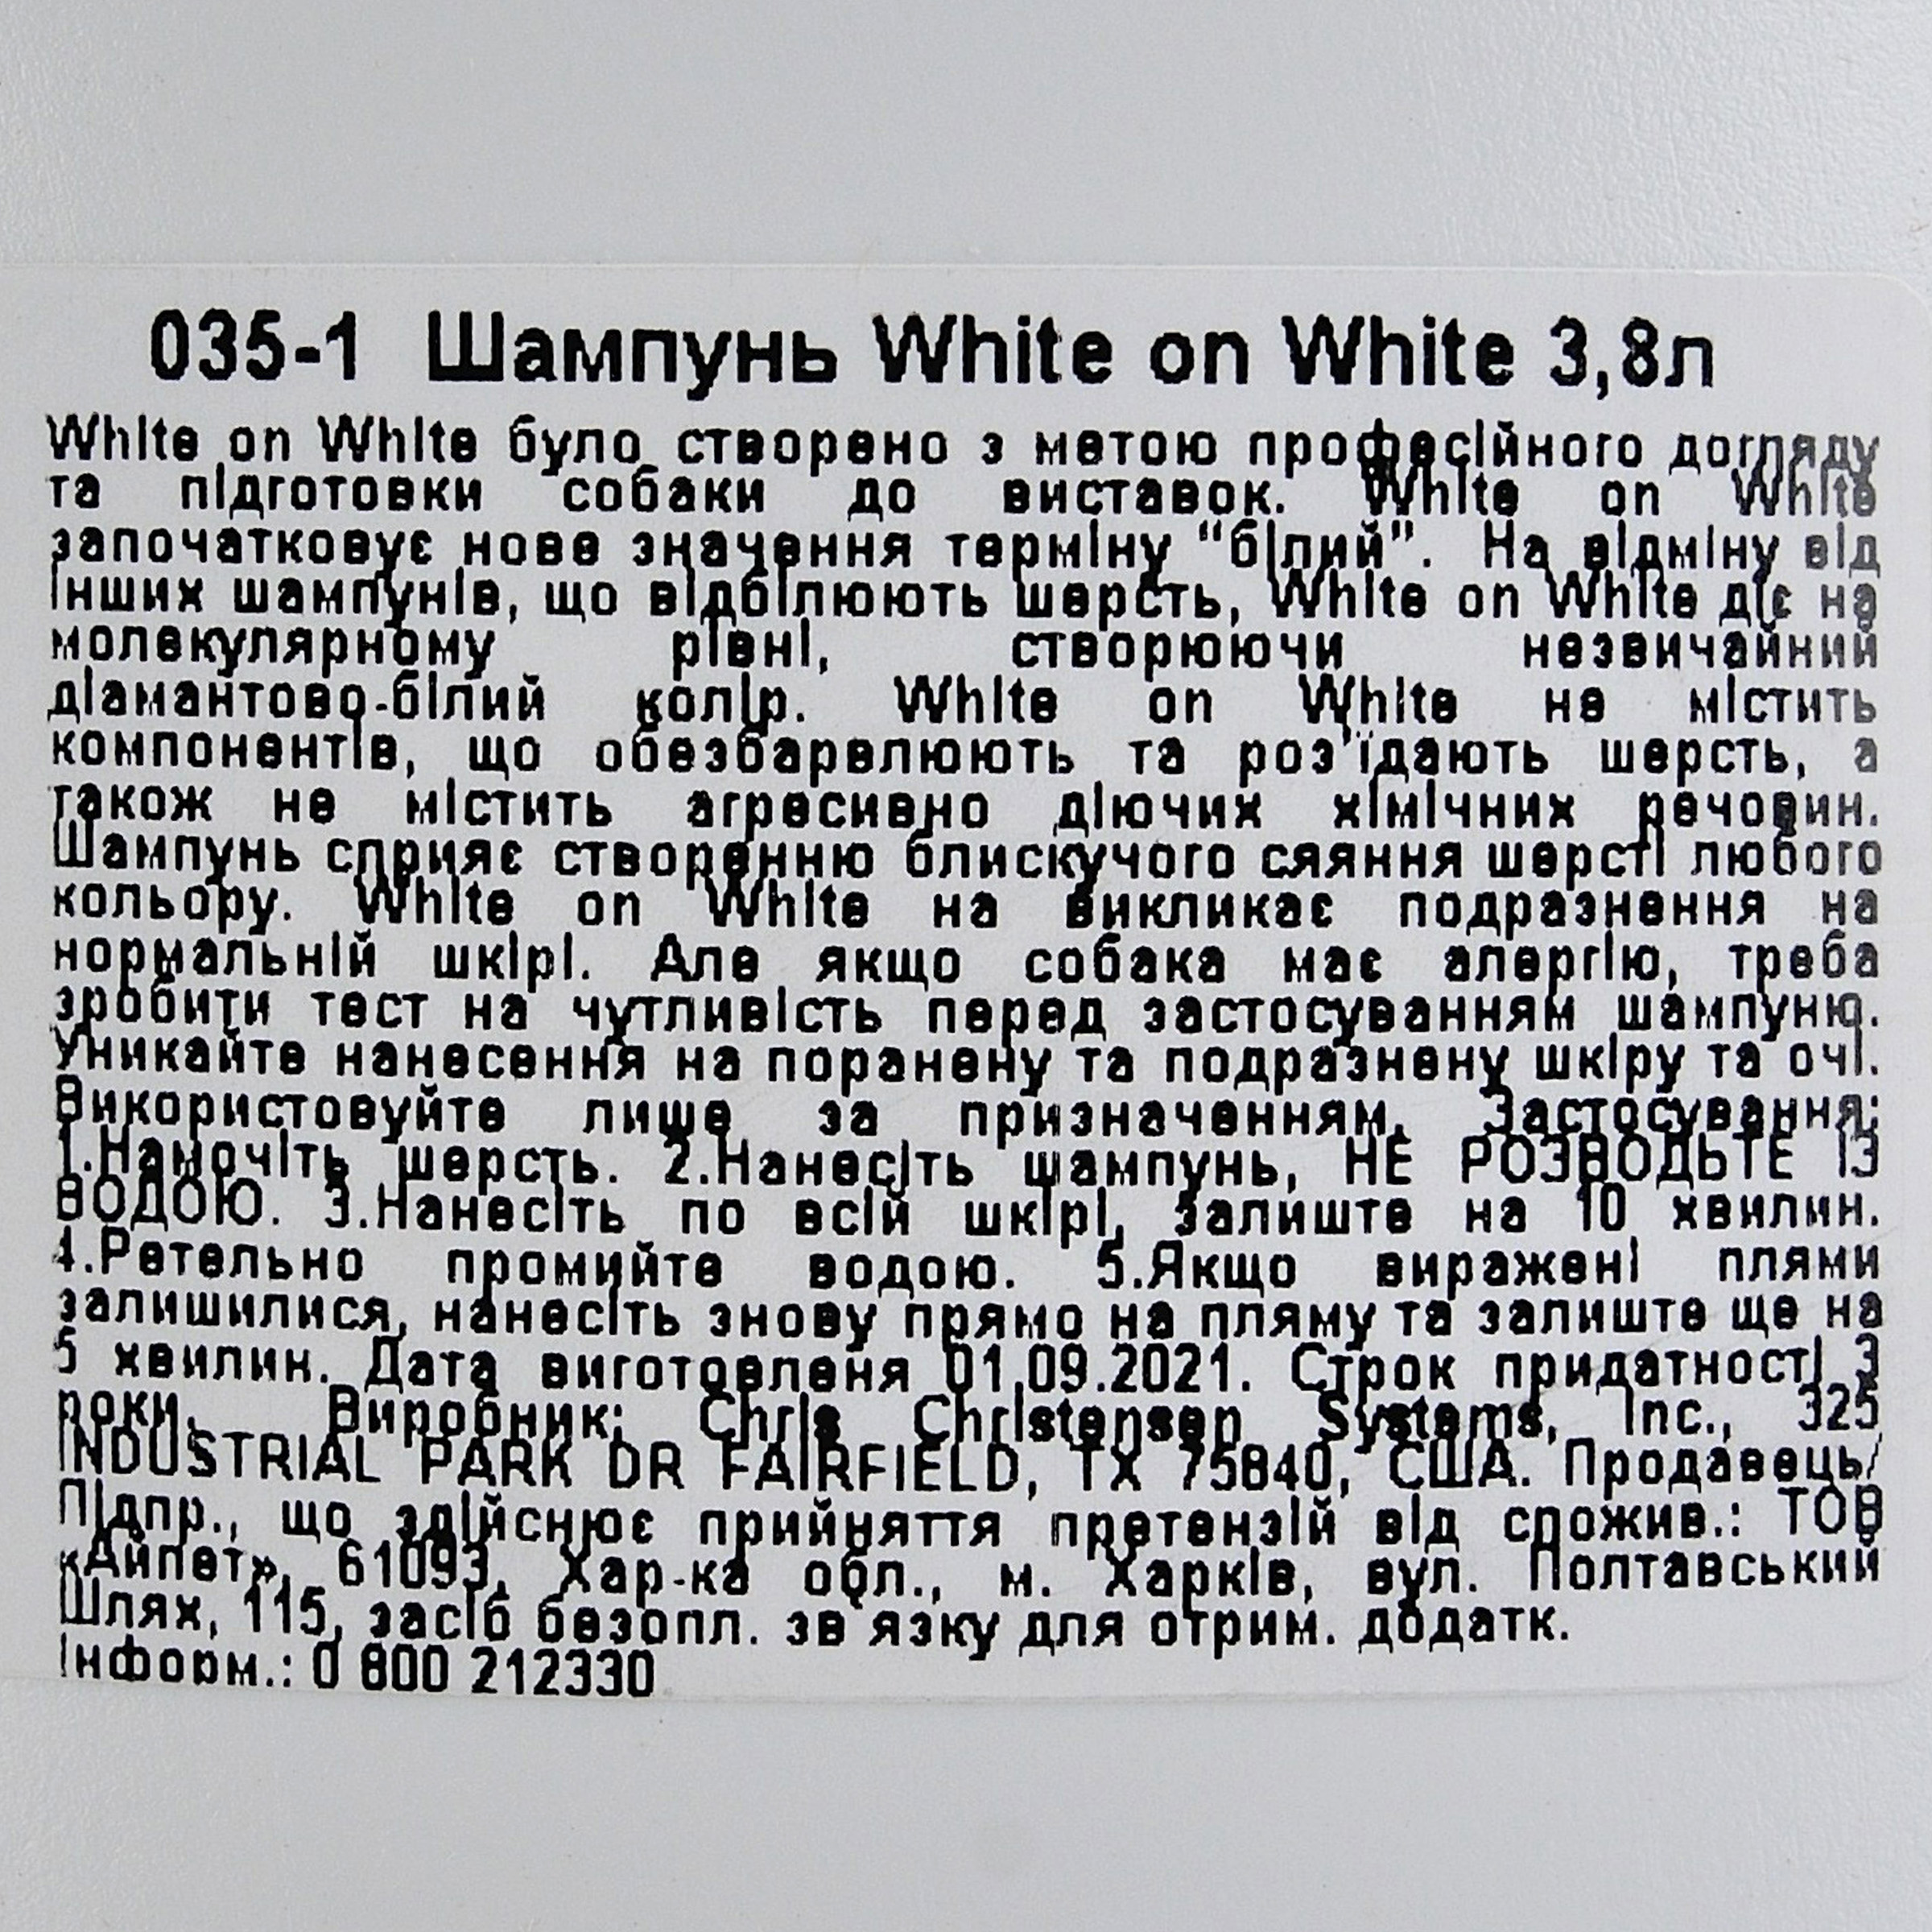 035-1 Шампунь White on White 3,8л
White on White було створено з метою професійного догляду
та підготовки собаки до виставок. White on White
започатковує нове значення терміну "білий". На відміну від
інших шампунів, що відбілюють шерсть, White on White діє на
молекулярному рівні, створюючи незвичайний
діамантово-білий колір. White on White не містить
компонентів, що обезбарвлюють та роз'їдають шерсть, а
також не містить агресивно діючих хімічних речовин.
Шампунь сприяє створенню блискучого сяяння шерсті любого
кольору. White on White на викликає подразнення на
нормальній шкірі. Але якщо собака має алергію, треба
зробити тест на чутливість перед застосуванням шампуню.
Уникайте нанесення на поранену та подразнену шкіру та очі.
Використовуйте лише за призначенням. Застосування:
1.Намочіть шерсть. 2.Нанесіть шампунь, НЕ РОЗВОДЬТЕ ІЗ
ВОДОЮ. 3.Нанесіть по всій шкірі, залиште на 10 хвилин.
4.Ретельно промийте водою. 5.Якщо виражені плями
залишилися, нанесіть знову прямо на пляму та залиште ще на
5 хвилин. Дата виготовленя 01.09.2021. Строк придатності 3
роки. Виробник: Chris Christensen Systems, Inc., 325
INDUSTRIAL PARK DR FAIRFIELD, TX 75840, США. Продавець/
Підпр., що здійснює прийняття претензій від спожив.: ТОВ
«Айпет», 61093, Хар-ка обл., м. Харків, вул. Полтавський
Шлях, 115, засіб безопл. зв`язку для отрим. додатк.
Інформ.: 0 800 212330